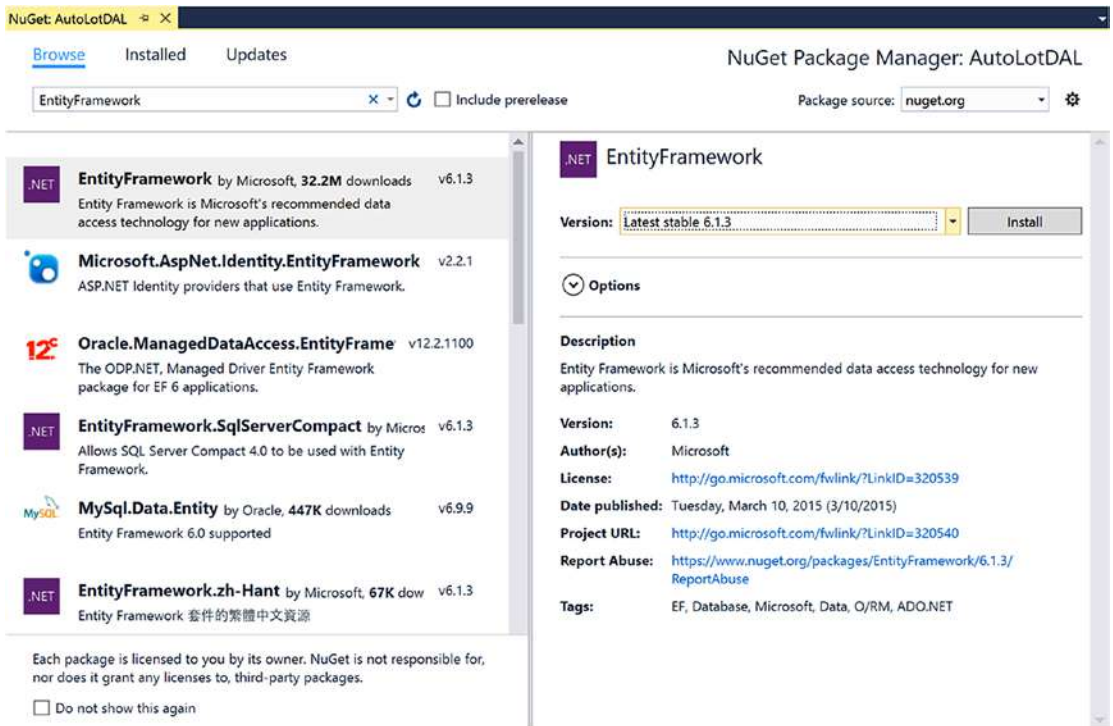 NuGet: AutoLotDAL
Browse Installed Updates
NuGet Package Manager: AutoLotDAL
EntityFramework
Include prerelease
Package source: nuget.org
.NET
EntityFramework by Microsoft, 32.2M downloads v6.1.3
Entity Framework is Microsoft's recommended data
access technology for new applications.
Microsoft.AspNet.Identity.EntityFramework v2.2.1
ASP.NET Identity providers that use Entity Framework.
12c
Oracle.ManagedDataAccess.EntityFrame v12.2.1100
The ODP.NET, Managed Driver Entity Framework
package for EF 6 applications.
.NET
EntityFramework.SqlServerCompact by Micros v6.1.3
Allows SQL Server Compact 4.0 to be used with Entity
Framework.
MySQL
MySql.Data.Entity by Oracle, 447K downloads v6.9.9
Entity Framework 6.0 supported
.NET
EntityFramework.zh-Hant by Microsoft, 67K dow v6.1.3
Entity Framework 套件的繁體中文資源
Each package is licensed to you by its owner. NuGet is not responsible for,
nor does it grant any licenses to, third-party packages.
Do not show this again
.NET
EntityFramework
Version: Latest stable 6.1.3 Install
Options
Description
Entity Framework is Microsoft's recommended data access technology for new
applications.
Version: 6.1.3
Author(s): Microsoft
License: http://go.microsoft.com/fwlink/?LinkID=320539
Date published: Tuesday, March 10, 2015 (3/10/2015)
Project URL: http://go.microsoft.com/fwlink/?LinkID=320540
Report Abuse: https://www.nuget.org/packages/EntityFramework/6.1.3/
ReportAbuse
Tags: EF, Database, Microsoft, Data, O/RM, ADO.NET